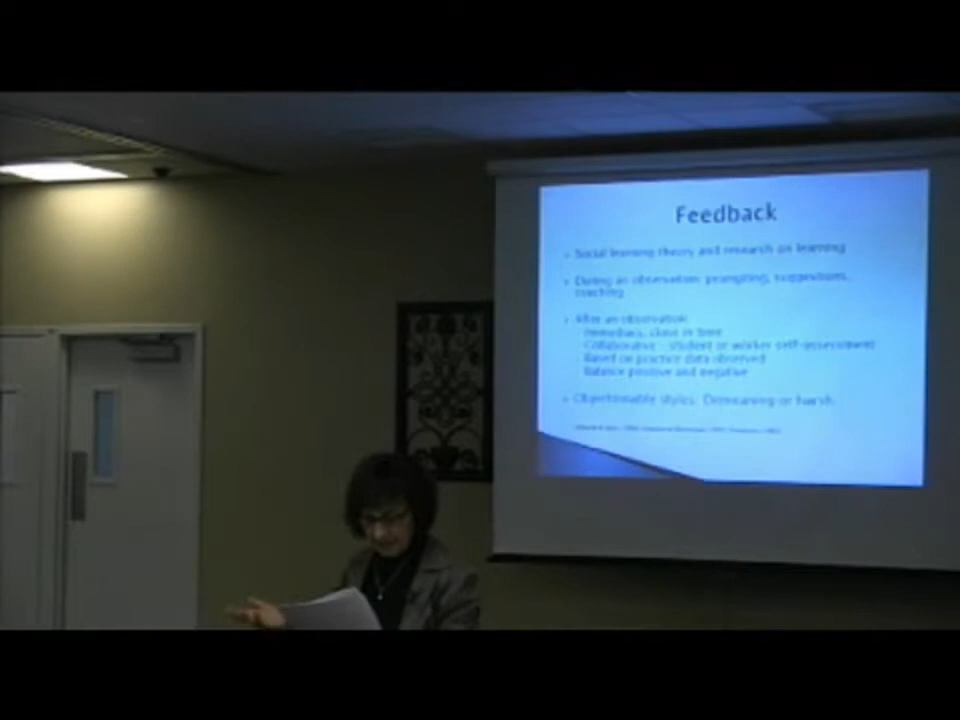 Feedback
Social learning theory and research on learning
During an observation: prompting, suggestions,
coaching
After an observation:
Immediacy, close in time
Collaborative - student or worker self-assessment
Based on practice data observed
Balance positive and negative
Objectionable styles: Demeaning or harsh